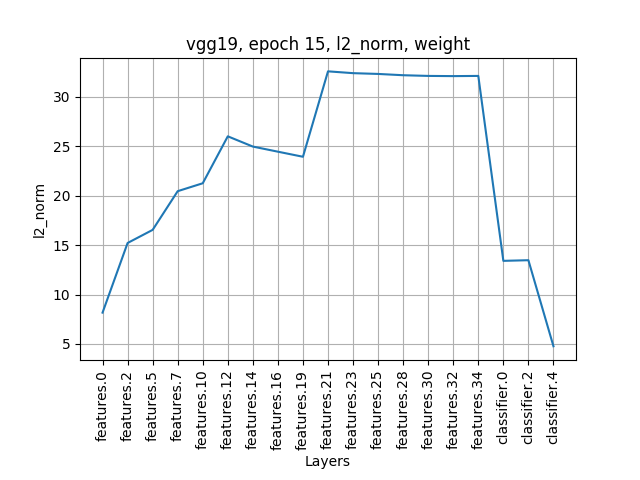 vgg19, epoch 15, l2_norm, weight
30
25
20
15
10
5
l2_norm
features.0
features.2
features.5
features.7
features.10
features.12
features.14
features.16
features.19
features.21
features.23
features.25
features.28
features.30
features.32
features.34
classifier.0
classifier.2
classifier.4
Layers